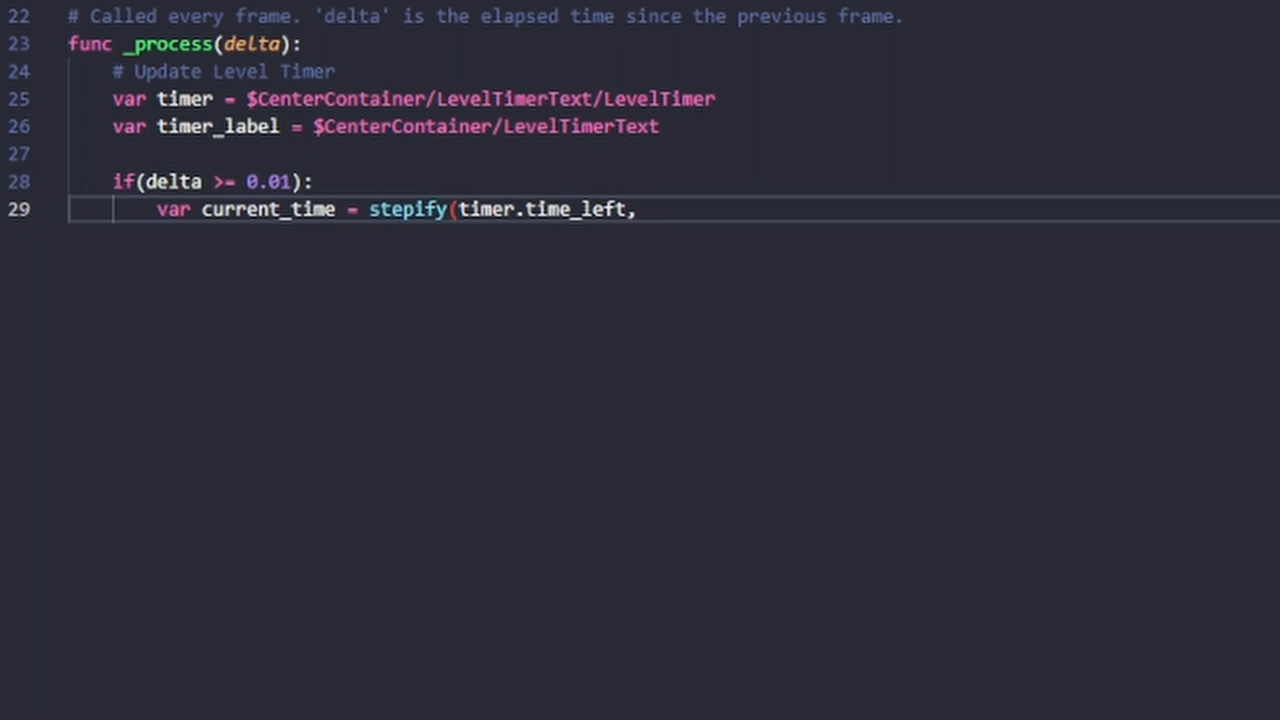 22 # Called every frame. 'delta' is the elapsed time since the previous frame.
23 func _process(delta):
24 # Update Level Timer
25 var timer = $CenterContainer/LevelTimerText/LevelTimer
26 var timer_label = $CenterContainer/LevelTimerText
27
28 if(delta >= 0.01):
29 var current_time = stepify(timer.time_left,